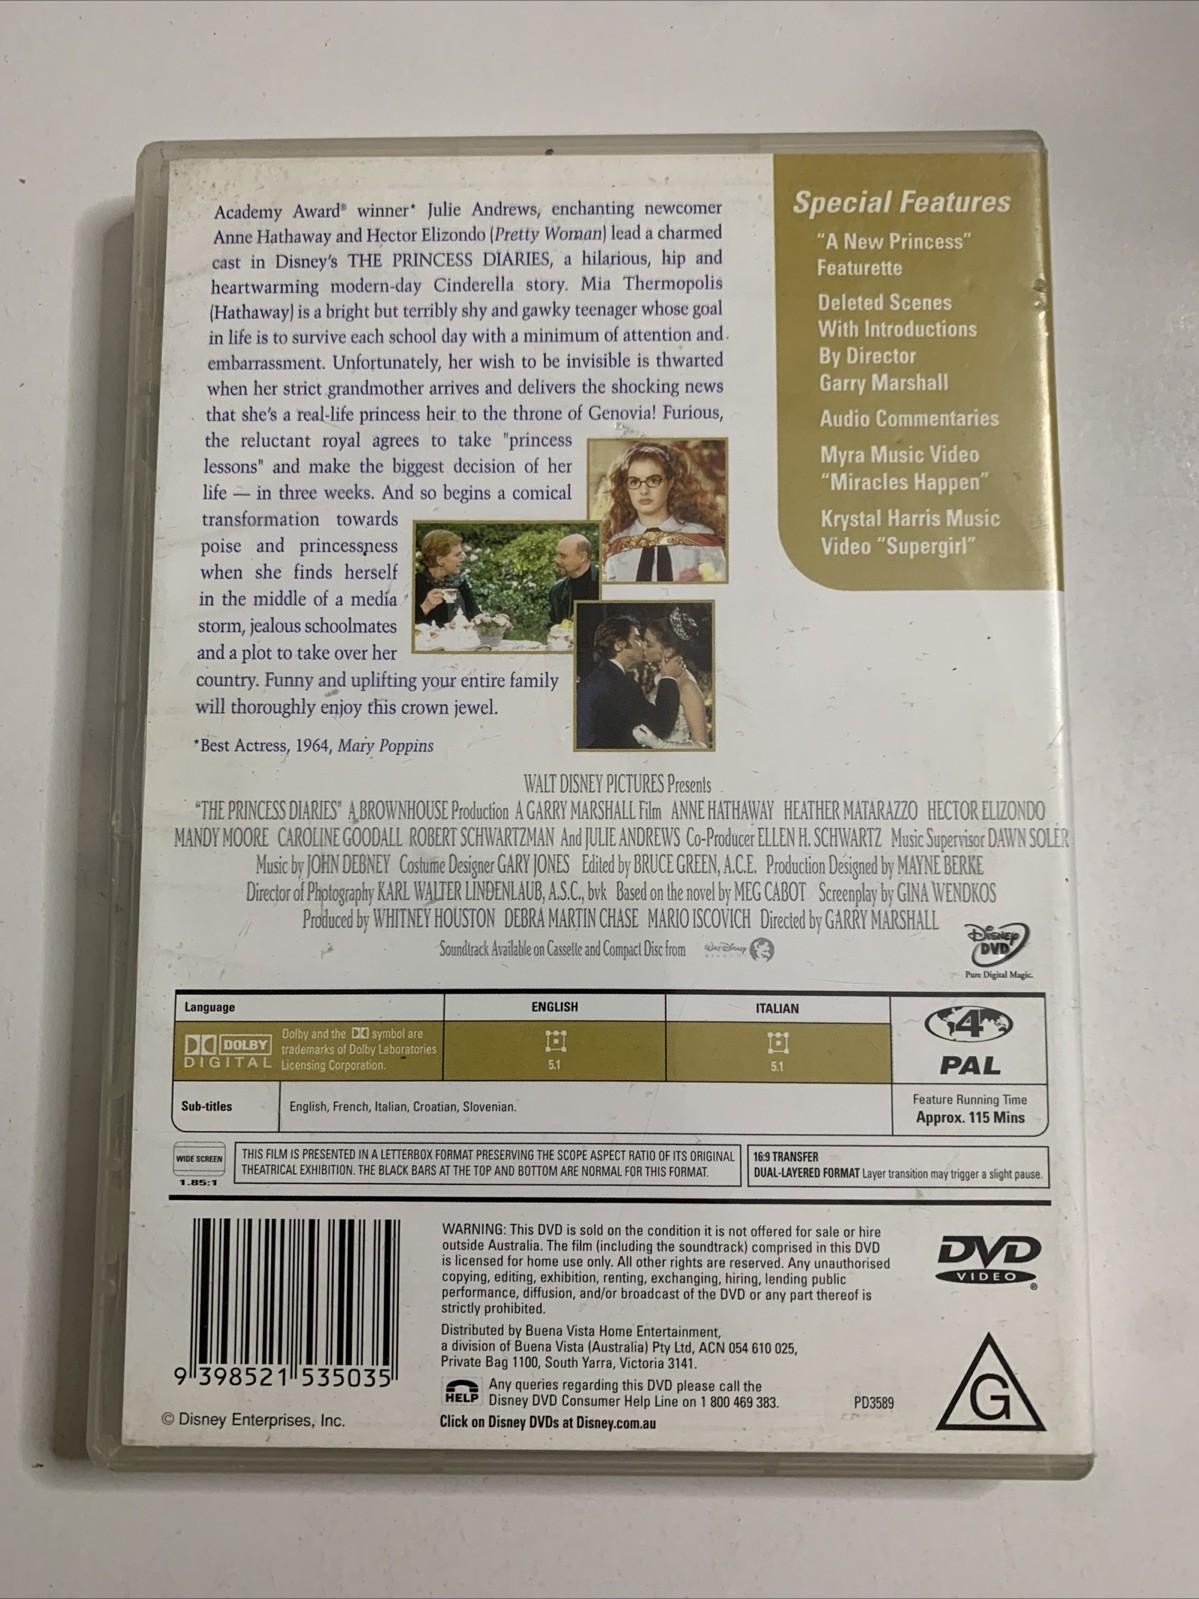 Academy Award® winner* Julie Andrews, enchanting newcomer
Anne Hathaway and Hector Elizondo (Pretty Woman) lead a charmed
cast in Disney's THE PRINCESS DIARIES, a hilarious, hip and
heartwarming modern-day Cinderella story. Mia Thermopolis
(Hathaway) is a bright but terribly shy and gawky teenager whose goal
in life is to survive each school day with a minimum of attention and
embarrassment. Unfortunately, her wish to be invisible is thwarted
when her strict grandmother arrives and delivers the shocking news
that she's a real-life princess heir to the throne of Genovia! Furious,
the reluctant royal agrees to take "princess
lessons" and make the biggest decision of her
life — in three weeks. And so begins a comical
transformation towards
poise and princessness
when she finds herself
in the middle of a media
storm, jealous schoolmates
and a plot to take over her
country. Funny and uplifting your entire family
will thoroughly enjoy this crown jewel.
*Best Actress, 1964, Mary Poppins
Special Features
"A New Princess"
Featurette
Deleted Scenes
With Introductions
By Director
Garry Marshall
Audio Commentaries
Myra Music Video
"Miracles Happen"
Krystal Harris Music
Video "Supergirl"
WALT DISNEY PICTURES Presents
"THE PRINCESS DIARIES" A BROWNHOUSE Production A GARRY MARSHALL Film ANNE HATHAWAY HEATHER MATARAZZO HECTOR ELIZONDO
MANDY MOORE CAROLINE GOODALL ROBERT SCHWARTZMAN And JULIE ANDREWS Co-Producer ELLEN H. SCHWARTZ Music Supervisor DAWN SOLÉR
Music by JOHN DEBNEY Costume Designer GARY JONES Edited by BRUCE GREEN, A.C.E. Production Designed by MAYNE BERKE
Director of Photography KARL WALTER LINDENLAUB, A.S.C., bvk Based on the novel by MEG CABOT Screenplay by GINA WENDKOS
Produced by WHITNEY HOUSTON DEBRA MARTIN CHASE MARIO ISCOVICH Directed by GARRY MARSHALL
Soundtrack Available on Cassette and Compact Disc from Walt Disney
Disney
DVD
Pure Digital Magic.
Language ENGLISH ITALIAN
DOLBY
DIGITAL
Dolby and the symbol are
trademarks of Dolby Laboratories
Licensing Corporation.
5.1 5.1
4
PAL
Sub-titles English, French, Italian, Croatian, Slovenian.
Feature Running Time
Approx. 115 Mins
WIDE SCREEN
1.85:1
THIS FILM IS PRESENTED IN A LETTERBOX FORMAT PRESERVING THE SCOPE ASPECT RATIO OF ITS ORIGINAL
THEATRICAL EXHIBITION. THE BLACK BARS AT THE TOP AND BOTTOM ARE NORMAL FOR THIS FORMAT.
16:9 TRANSFER
DUAL-LAYERED FORMAT Layer transition may trigger a slight pause.
9 398521 535035
© Disney Enterprises, Inc.
WARNING: This DVD is sold on the condition it is not offered for sale or hire
outside Australia. The film (including the soundtrack) comprised in this DVD
is licensed for home use only. All other rights are reserved. Any unauthorised
copying, editing, exhibition, renting, exchanging, hiring, lending public
performance, diffusion, and/or broadcast of the DVD or any part thereof is
strictly prohibited.
Distributed by Buena Vista Home Entertainment,
a division of Buena Vista (Australia) Pty Ltd, ACN 054 610 025,
Private Bag 1100, South Yarra, Victoria 3141.
HELP
Any queries regarding this DVD please call the
Disney DVD Consumer Help Line on 1 800 469 383.
Click on Disney DVDs at Disney.com.au
PD3589
DVD
VIDEO
®
G